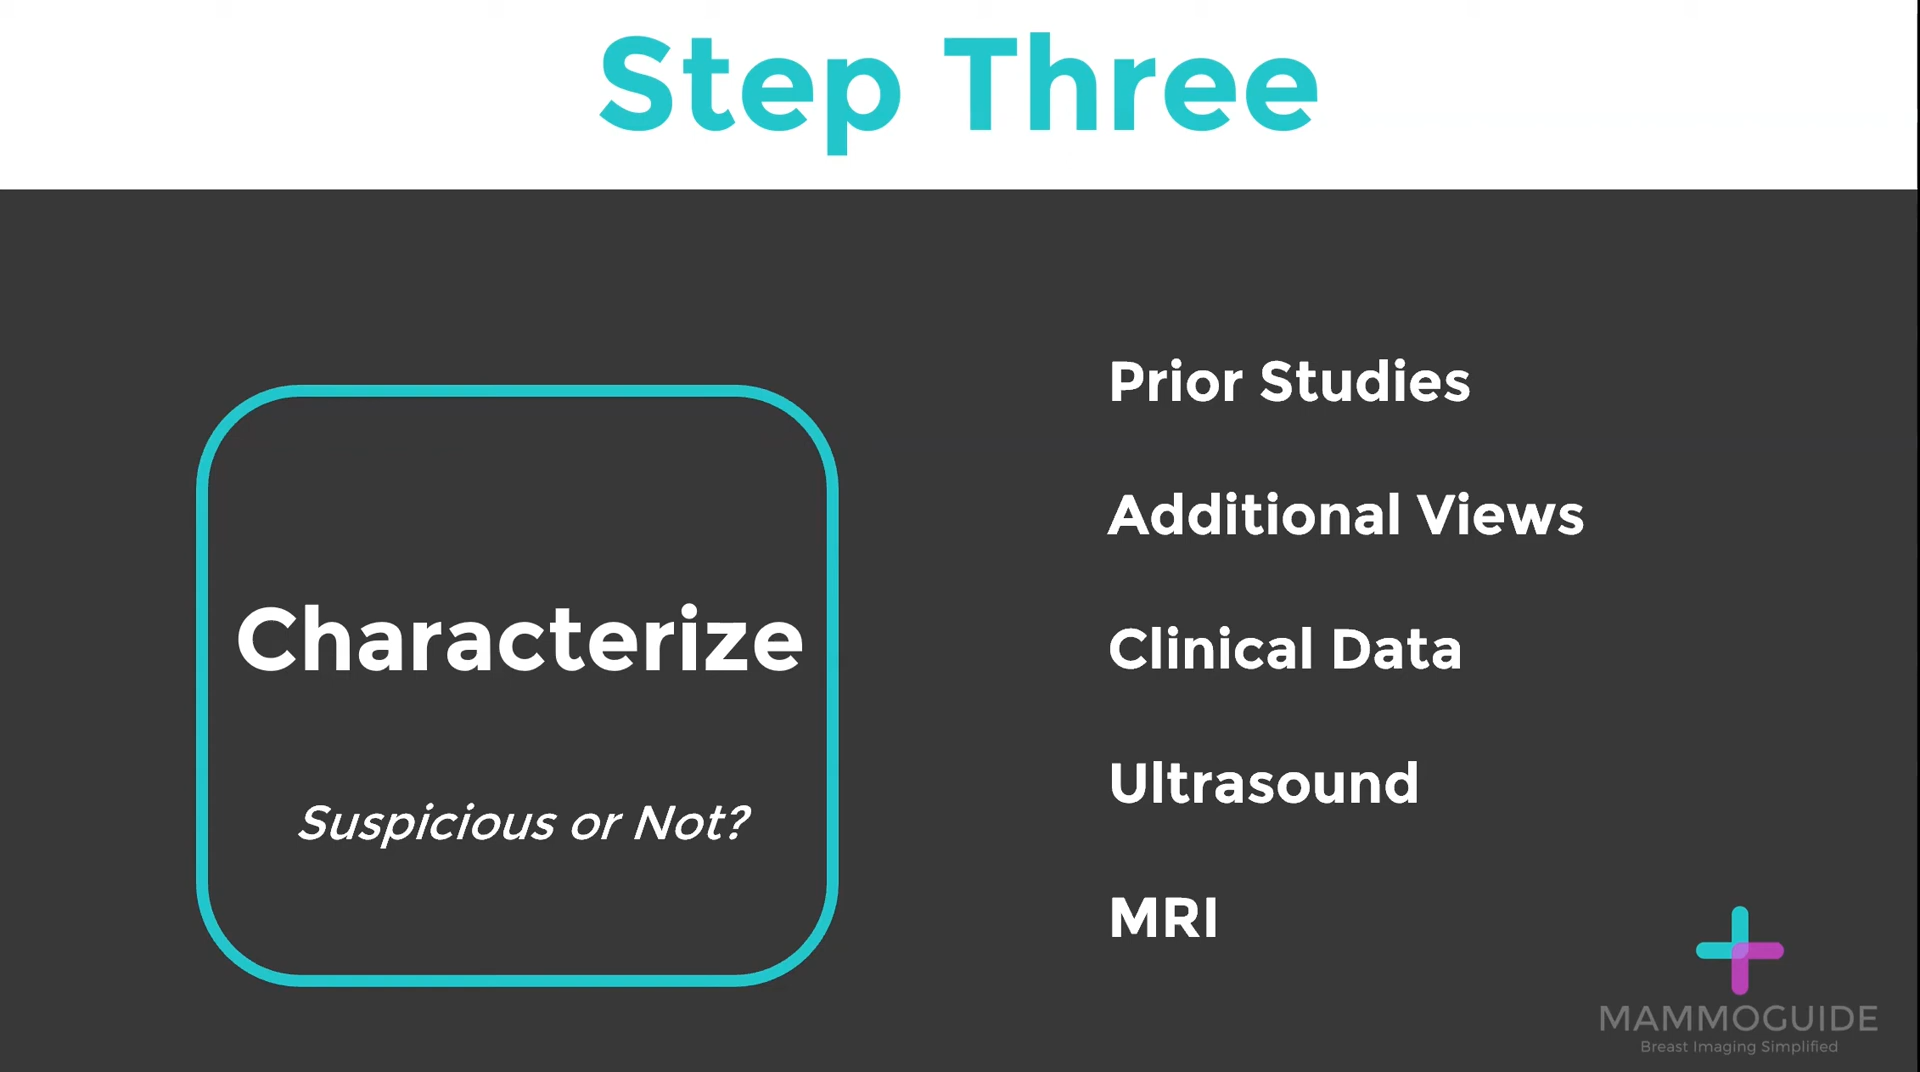 Step Three
Characterize
Suspicious or Not?
Prior Studies
Additional Views
Clinical Data
Ultrasound
MRI
MAMMOGUIDE
Breast Imaging Simplified